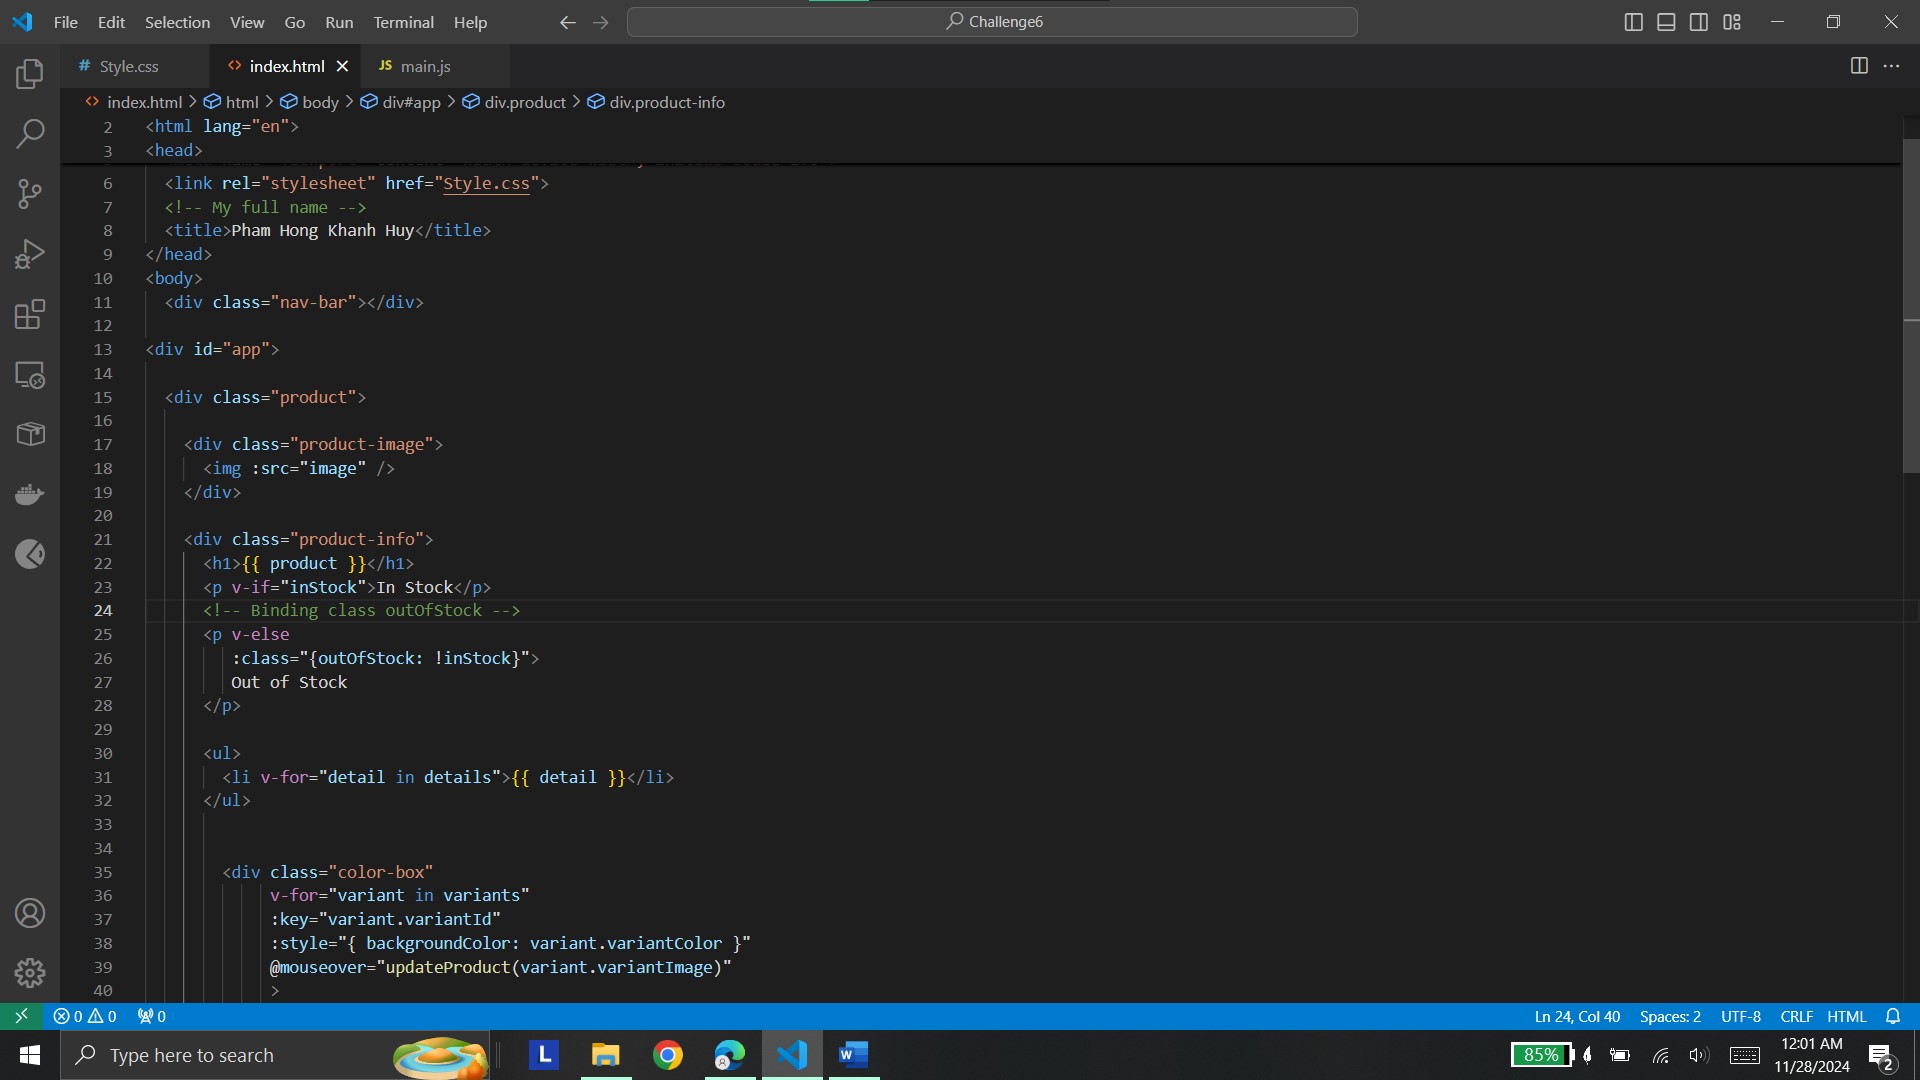 File Edit Selection View Go Run Terminal Help Challenge6
# Style.css <> index.html JS main.js
<> index.html > html > body > div#app > div.product > div.product-info
2 <html lang="en">
3 <head>
6 <link rel="stylesheet" href="Style.css">
7 <!-- My full name -->
8 <title>Pham Hong Khanh Huy</title>
9 </head>
10 <body>
11 <div class="nav-bar"></div>
12
13 <div id="app">
14
15 <div class="product">
16
17 <div class="product-image">
18 <img :src="image" />
19 </div>
20
21 <div class="product-info">
22 <h1>{{ product }}</h1>
23 <p v-if="inStock">In Stock</p>
24 <!-- Binding class outOfStock -->
25 <p v-else
26 :class="{outOfStock: !inStock}">
27 Out of Stock
28 </p>
29
30 <ul>
31 <li v-for="detail in details">{{ detail }}</li>
32 </ul>
33
34
35 <div class="color-box"
36 v-for="variant in variants"
37 :key="variant.variantId"
38 :style="{ backgroundColor: variant.variantColor }"
39 @mouseover="updateProduct(variant.variantImage)"
40 >
0 0 0 Ln 24, Col 40 Spaces: 2 UTF-8 CRLF HTML
Type here to search L W 85% 12:01 AM
11/28/2024 2